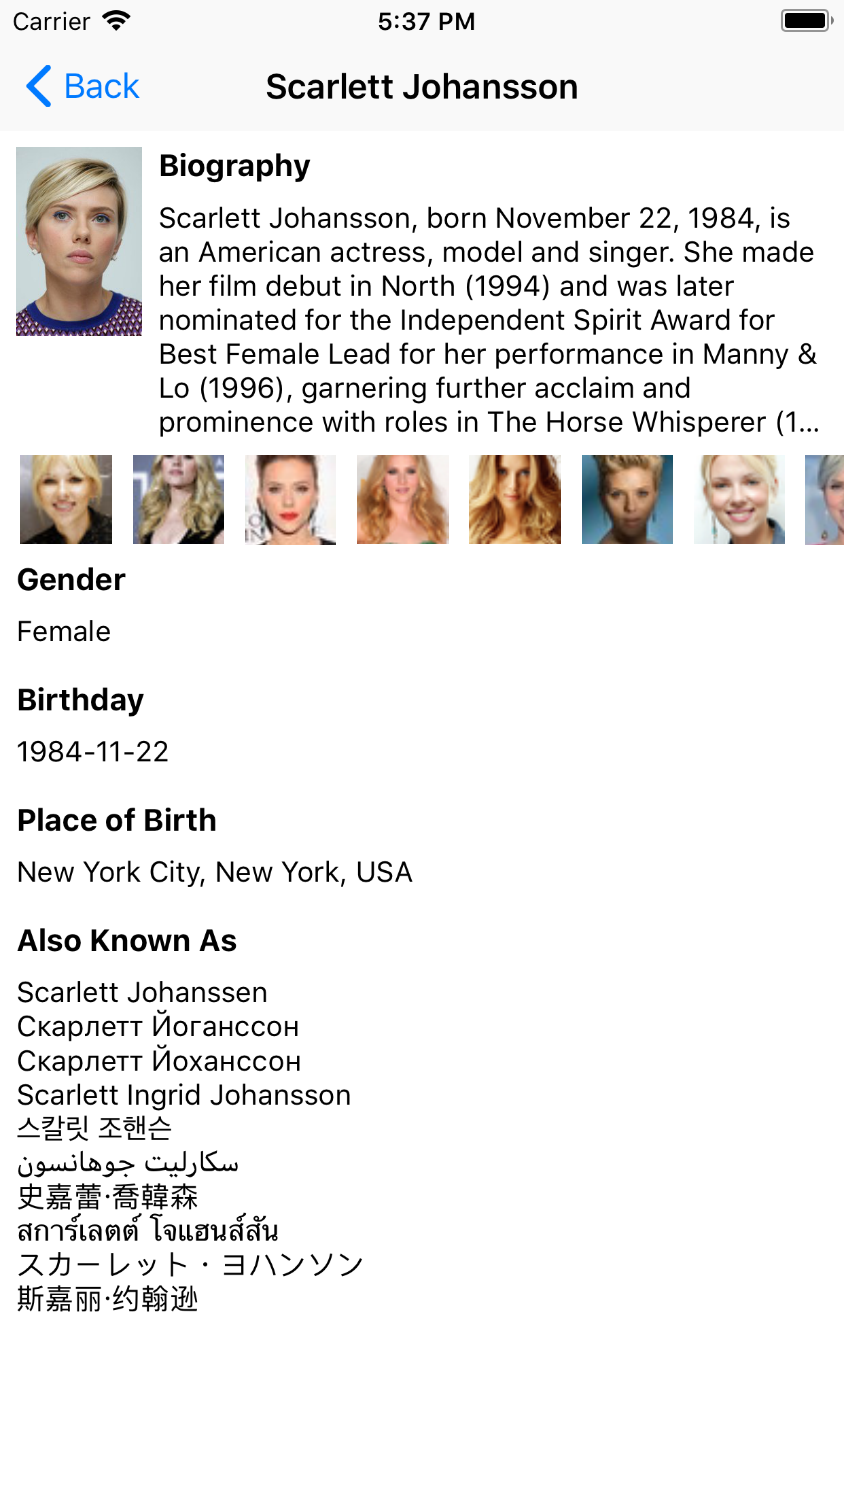 Carrier 5:37 PM
Back Scarlett Johansson
Biography
Scarlett Johansson, born November 22, 1984, is
an American actress, model and singer. She made
her film debut in North (1994) and was later
nominated for the Independent Spirit Award for
Best Female Lead for her performance in Manny &
Lo (1996), garnering further acclaim and
prominence with roles in The Horse Whisperer (1...
Gender
Female
Birthday
1984-11-22
Place of Birth
New York City, New York, USA
Also Known As
Scarlett Johanssen
Скарлетт Йоганссон
Скарлетт Йоханссон
Scarlett Ingrid Johansson
스칼릿 조핸슨
سكارليت جوهانسون
史嘉蕾·喬韓森
สการ์เลตต์ โจแฮนส์สัน
スカーレット・ヨハンソン
斯嘉丽·约翰逊